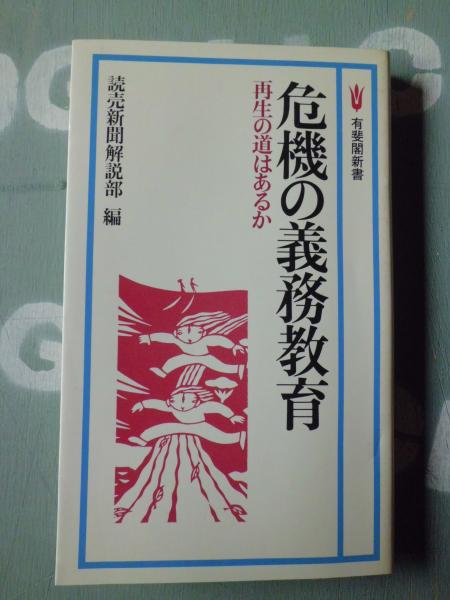 有斐閣新書
危機の義務教育
再生の道はあるか
読売新聞解説部 編